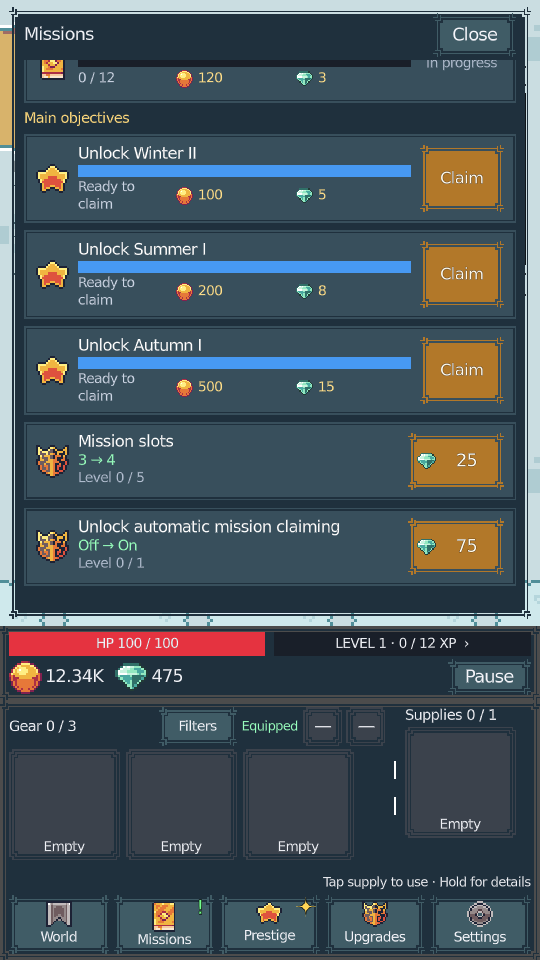 Missions
Close
0 / 12
120
3
In progress
Main objectives
Unlock Winter II
Ready to
claim
100
5
Claim
Unlock Summer I
Ready to
claim
200
8
Claim
Unlock Autumn I
Ready to
claim
500
15
Claim
Mission slots
3 → 4
Level 0 / 5
25
Unlock automatic mission claiming
Off → On
Level 0 / 1
75
HP 100 / 100
LEVEL 1 · 0 / 12 XP ›
12.34K
475
Pause
Gear 0 / 3
Filters
Equipped
—
—
Supplies 0 / 1
Empty
Empty
Empty
Empty
Tap supply to use · Hold for details
World
Missions
!
Prestige
Upgrades
Settings